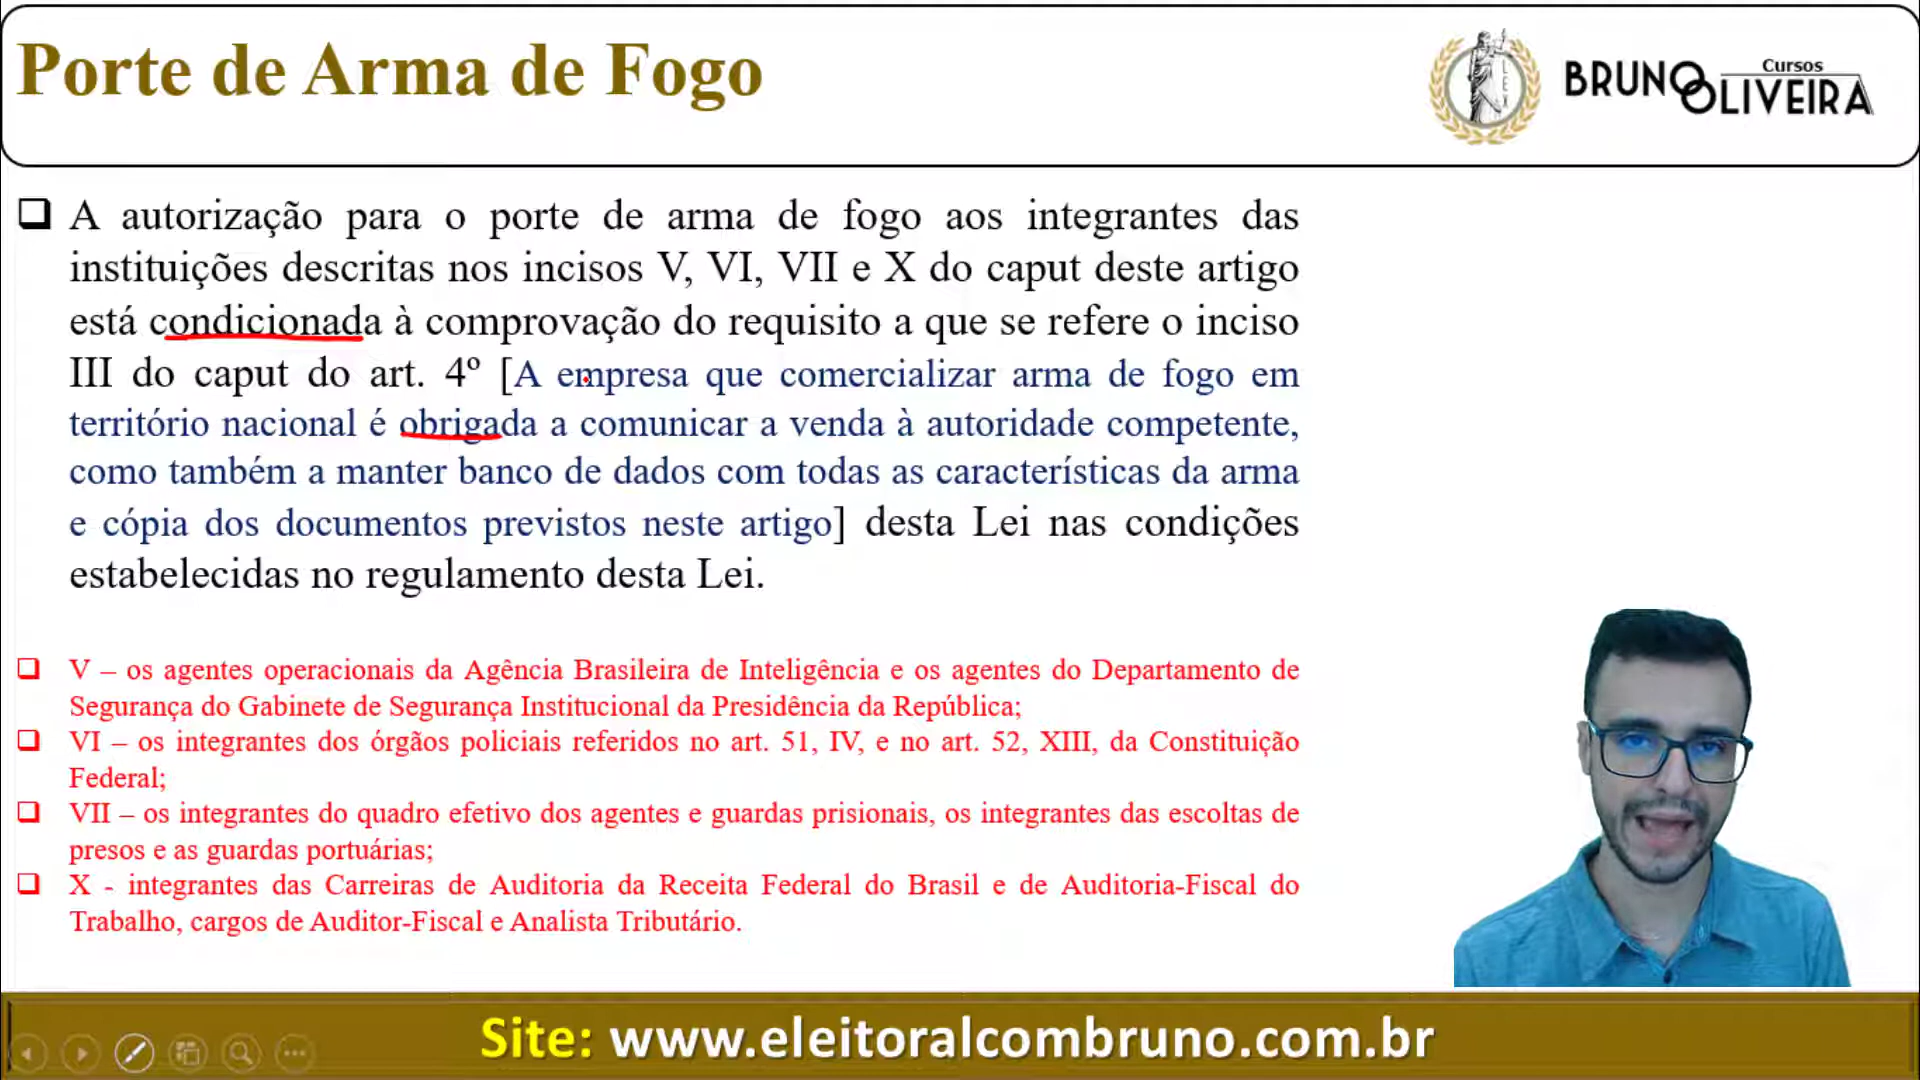 Porte de Arma de Fogo
LEX
Cursos
BRUNO OLIVEIRA
A autorização para o porte de arma de fogo aos integrantes das
instituições descritas nos incisos V, VI, VII e X do caput deste artigo
está condicionada à comprovação do requisito a que se refere o inciso
III do caput do art. 4º [A empresa que comercializar arma de fogo em
território nacional é obrigada a comunicar a venda à autoridade competente,
como também a manter banco de dados com todas as características da arma
e cópia dos documentos previstos neste artigo] desta Lei nas condições
estabelecidas no regulamento desta Lei.
V – os agentes operacionais da Agência Brasileira de Inteligência e os agentes do Departamento de
Segurança do Gabinete de Segurança Institucional da Presidência da República;
VI – os integrantes dos órgãos policiais referidos no art. 51, IV, e no art. 52, XIII, da Constituição
Federal;
VII – os integrantes do quadro efetivo dos agentes e guardas prisionais, os integrantes das escoltas de
presos e as guardas portuárias;
X - integrantes das Carreiras de Auditoria da Receita Federal do Brasil e de Auditoria-Fiscal do
Trabalho, cargos de Auditor-Fiscal e Analista Tributário.
Site: www.eleitoralcombruno.com.br